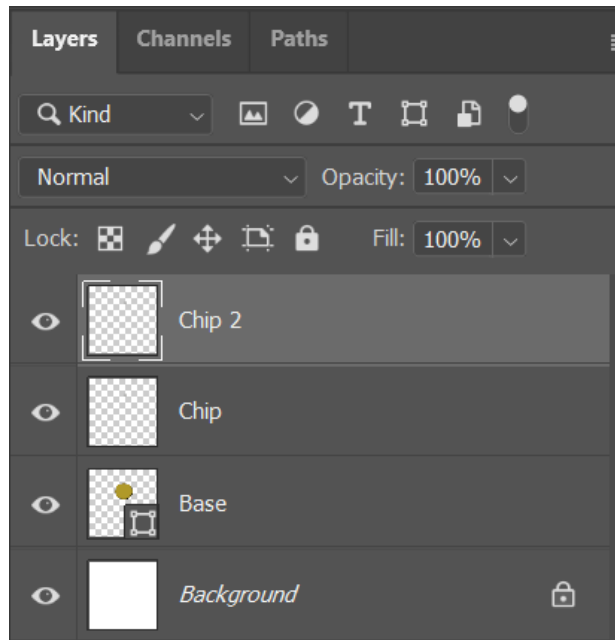 Layers Channels Paths
Kind
Normal Opacity: 100%
Lock: Fill: 100%
Chip 2
Chip
Base
Background